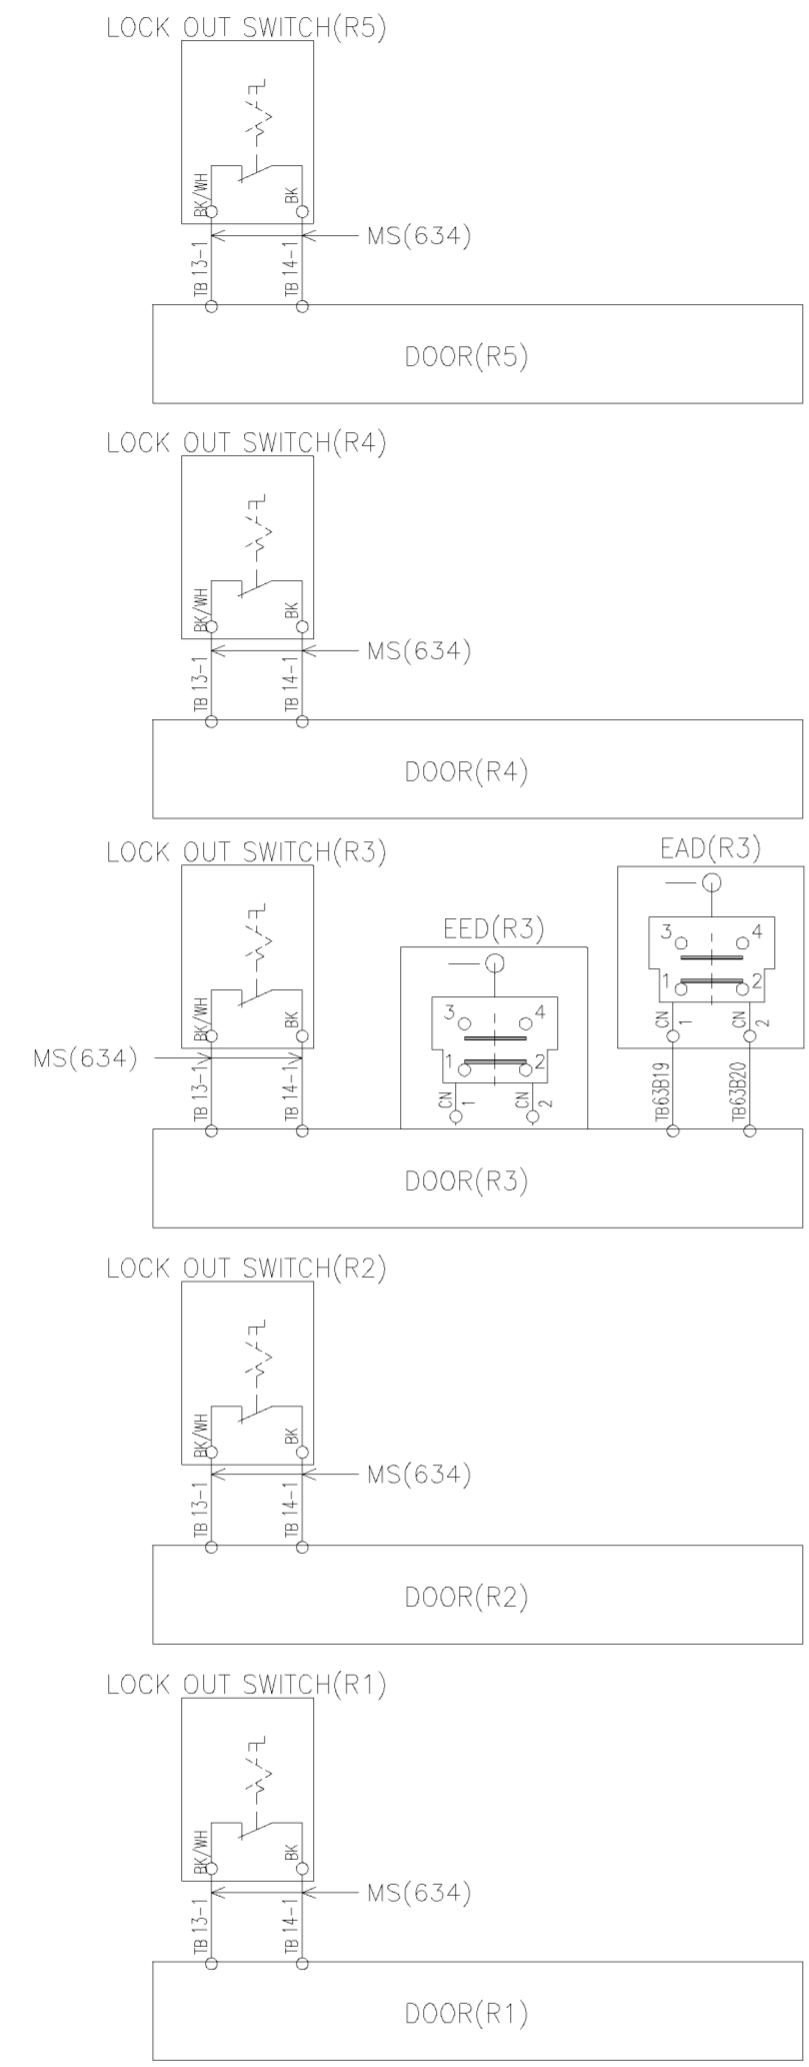 LOCK OUT SWITCH(R5)
BK/WH
BK
MS(634)
TB 13-1
TB 14-1
DOOR(R5)
LOCK OUT SWITCH(R4)
BK/WH
BK
MS(634)
TB 13-1
TB 14-1
DOOR(R4)
LOCK OUT SWITCH(R3)
EAD(R3)
EED(R3)
3 4
1 2
CN 1
CN 2
3 4
1 2
CN 1
CN 2
BK/WH
BK
MS(634)
TB 13-1
TB 14-1
TB63B19
TB63B20
DOOR(R3)
LOCK OUT SWITCH(R2)
BK/WH
BK
MS(634)
TB 13-1
TB 14-1
DOOR(R2)
LOCK OUT SWITCH(R1)
BK/WH
BK
MS(634)
TB 13-1
TB 14-1
DOOR(R1)